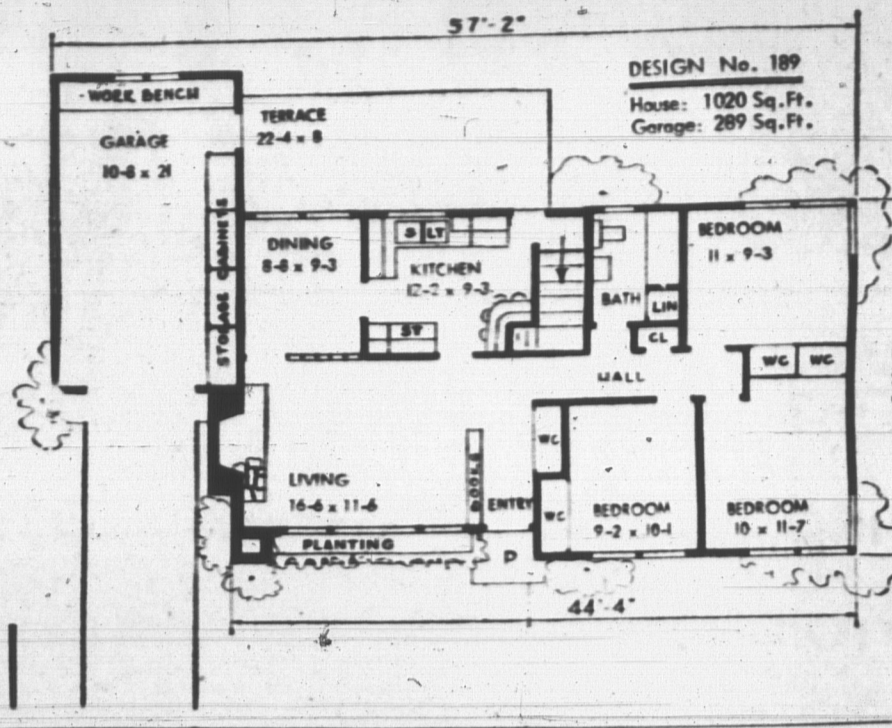 57'-2"
DESIGN No. 189
House: 1020 Sq.Ft.
Garage: 289 Sq.Ft.
WORK BENCH
GARAGE
10-8 x 21
TERRACE
22-4 x 8
STORAGE CABINETS
DINING
8-8 x 9-3
S LT
KITCHEN
12-2 x 9-3
ST
BATH
LIN
CL
BEDROOM
11 x 9-3
WC WC
HALL
WC
WC
LIVING
16-6 x 11-6
BOOKS
ENTRY
BEDROOM
9-2 x 10-1
BEDROOM
10 x 11-7
PLANTING
P
44'-4"